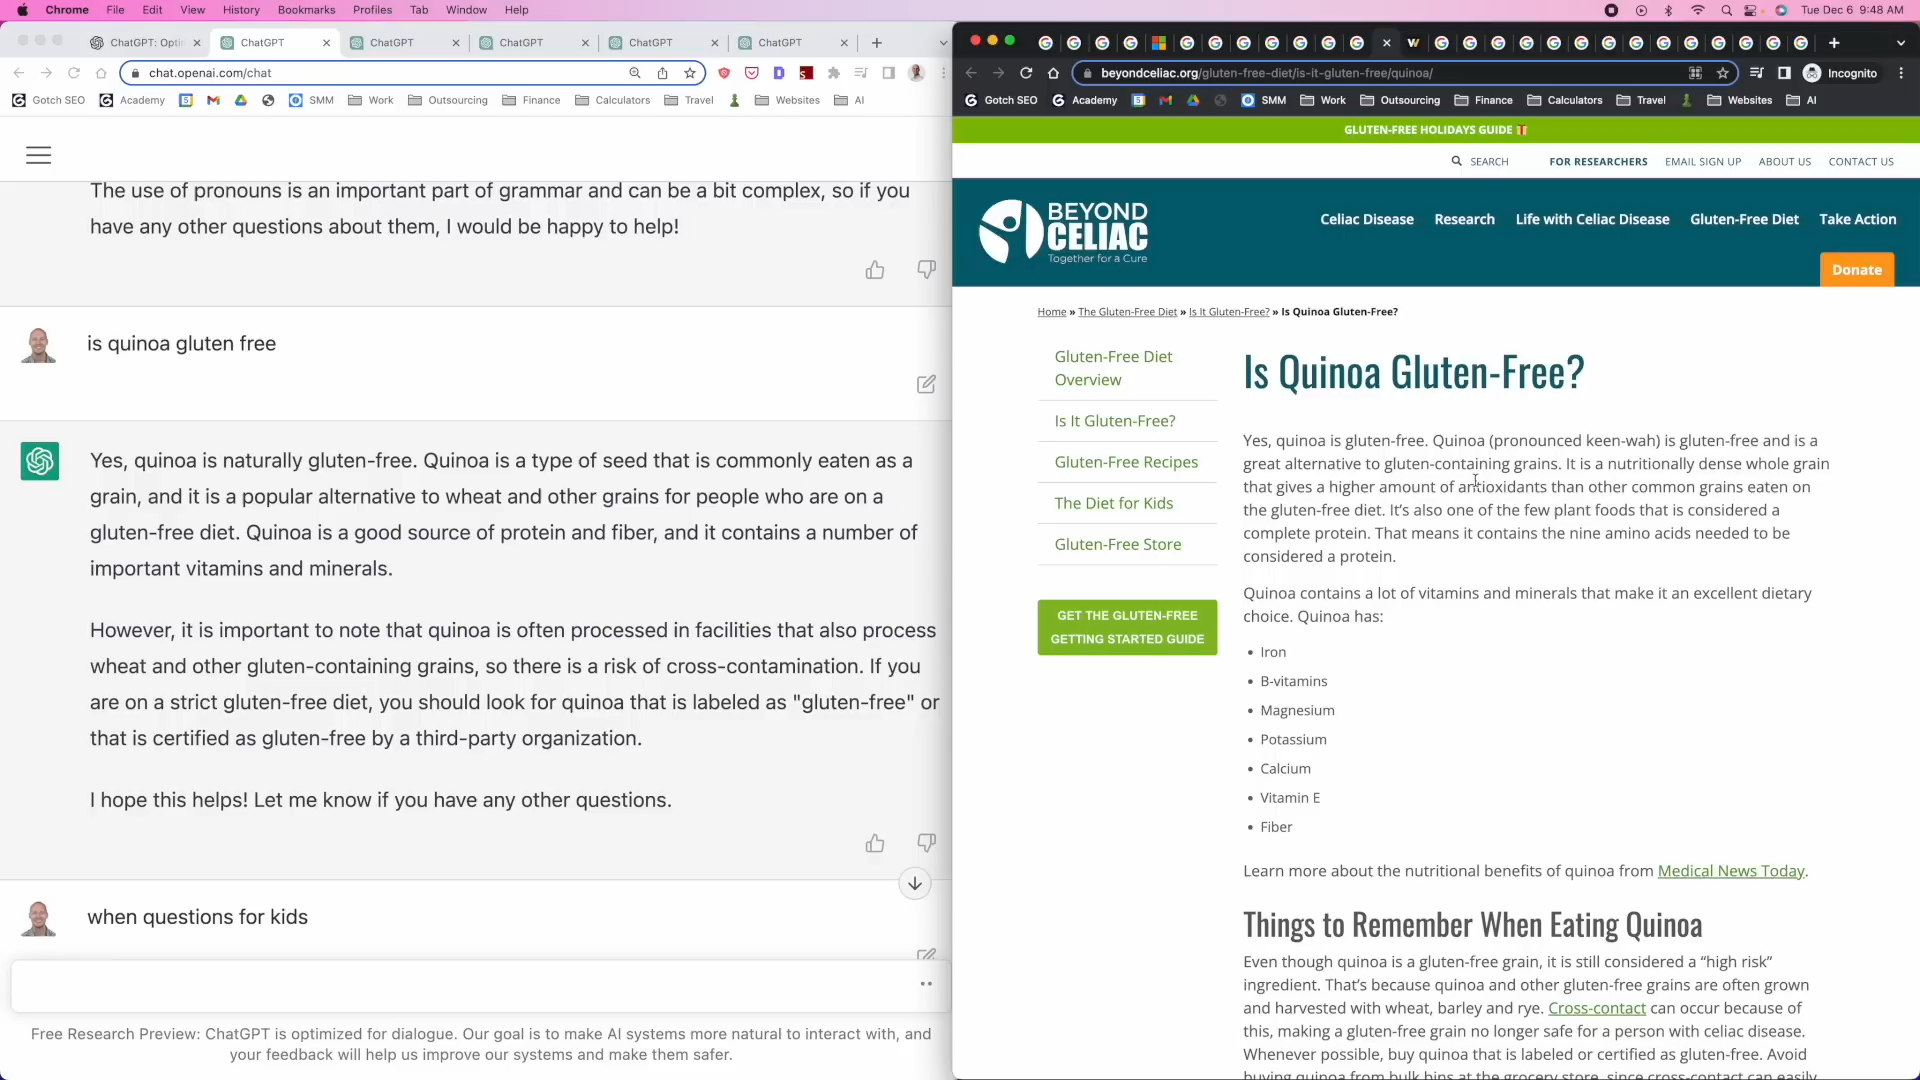 Chrome File Edit View History Bookmarks Profiles Tab Window Help
Tue Dec 6 9:48 AM
ChatGPT: Opti
ChatGPT
ChatGPT
ChatGPT
ChatGPT
ChatGPT
chat.openai.com/chat
Gotch SEO Academy SMM Work Outsourcing Finance Calculators Travel Websites AI
The use of pronouns is an important part of grammar and can be a bit complex, so if you
have any other questions about them, I would be happy to help!
is quinoa gluten free
Yes, quinoa is naturally gluten-free. Quinoa is a type of seed that is commonly eaten as a
grain, and it is a popular alternative to wheat and other grains for people who are on a
gluten-free diet. Quinoa is a good source of protein and fiber, and it contains a number of
important vitamins and minerals.
However, it is important to note that quinoa is often processed in facilities that also process
wheat and other gluten-containing grains, so there is a risk of cross-contamination. If you
are on a strict gluten-free diet, you should look for quinoa that is labeled as "gluten-free" or
that is certified as gluten-free by a third-party organization.
I hope this helps! Let me know if you have any other questions.
when questions for kids
Free Research Preview: ChatGPT is optimized for dialogue. Our goal is to make AI systems more natural to interact with, and
your feedback will help us improve our systems and make them safer.
beyondceliac.org/gluten-free-diet/is-it-gluten-free/quinoa/
Incognito
Gotch SEO Academy SMM Work Outsourcing Finance Calculators Travel Websites AI
GLUTEN-FREE HOLIDAYS GUIDE
SEARCH FOR RESEARCHERS EMAIL SIGN UP ABOUT US CONTACT US
BEYOND
CELIAC
Together for a Cure
Celiac Disease Research Life with Celiac Disease Gluten-Free Diet Take Action
Donate
Home » The Gluten-Free Diet » Is It Gluten-Free? » Is Quinoa Gluten-Free?
Gluten-Free Diet
Overview
Is It Gluten-Free?
Gluten-Free Recipes
The Diet for Kids
Gluten-Free Store
GET THE GLUTEN-FREE
GETTING STARTED GUIDE
Is Quinoa Gluten-Free?
Yes, quinoa is gluten-free. Quinoa (pronounced keen-wah) is gluten-free and is a
great alternative to gluten-containing grains. It is a nutritionally dense whole grain
that gives a higher amount of antioxidants than other common grains eaten on
the gluten-free diet. It's also one of the few plant foods that is considered a
complete protein. That means it contains the nine amino acids needed to be
considered a protein.
Quinoa contains a lot of vitamins and minerals that make it an excellent dietary
choice. Quinoa has:
• Iron
• B-vitamins
• Magnesium
• Potassium
• Calcium
• Vitamin E
• Fiber
Learn more about the nutritional benefits of quinoa from Medical News Today.
Things to Remember When Eating Quinoa
Even though quinoa is a gluten-free grain, it is still considered a “high risk”
ingredient. That's because quinoa and other gluten-free grains are often grown
and harvested with wheat, barley and rye. Cross-contact can occur because of
this, making a gluten-free grain no longer safe for a person with celiac disease.
Whenever possible, buy quinoa that is labeled or certified as gluten-free. Avoid
buying quinoa from bulk bins at the grocery store, since cross-contact can easily